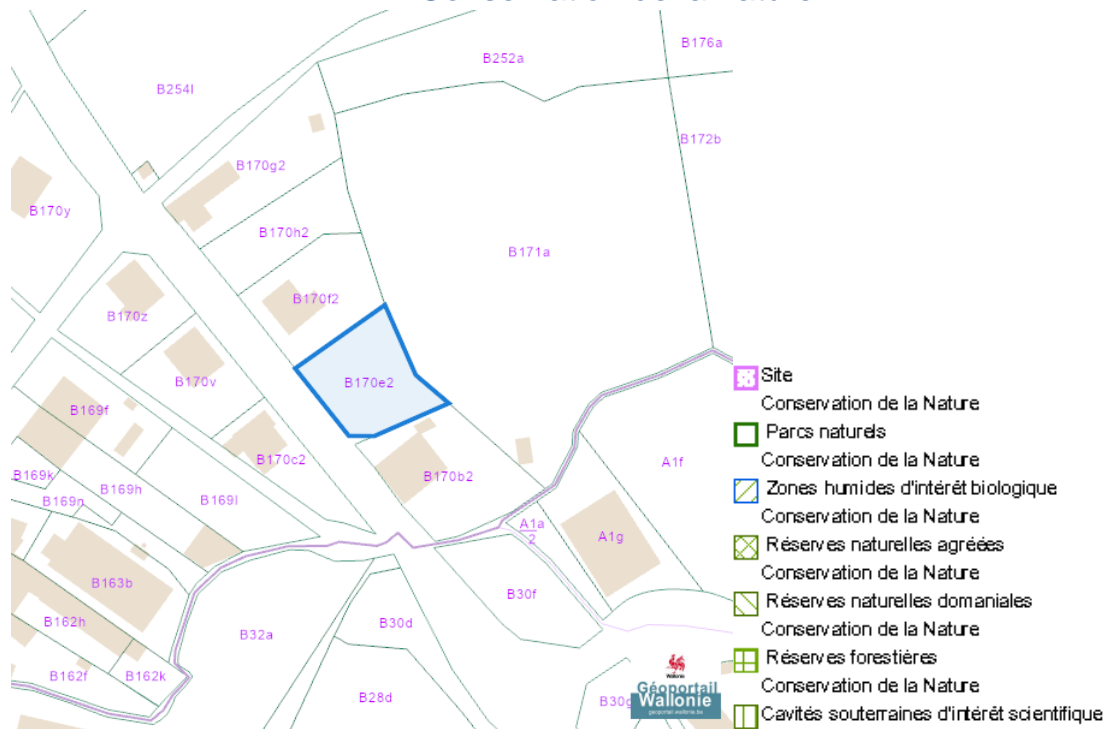 B176a
B252a
B254l
B172b
B170g2
B170y
B170h2
B171a
B170f2
B170z
B170e2
B170v
B169f
B170c2
B170b2
A1f
B169k
B169h
B169n
B169l
A1a
2
A1g
B163b
B30f
B162h
B32a
B30d
B162f
B162k
B28d
Site
Conservation de la Nature
Parcs naturels
Conservation de la Nature
Zones humides d'intérêt biologique
Conservation de la Nature
Réserves naturelles agréées
Conservation de la Nature
Réserves naturelles domaniales
Conservation de la Nature
Réserves forestières
Conservation de la Nature
Cavités souterraines d'intérêt scientifique
Wallonie
Géoportail
Wallonie
geoportail.wallonie.be